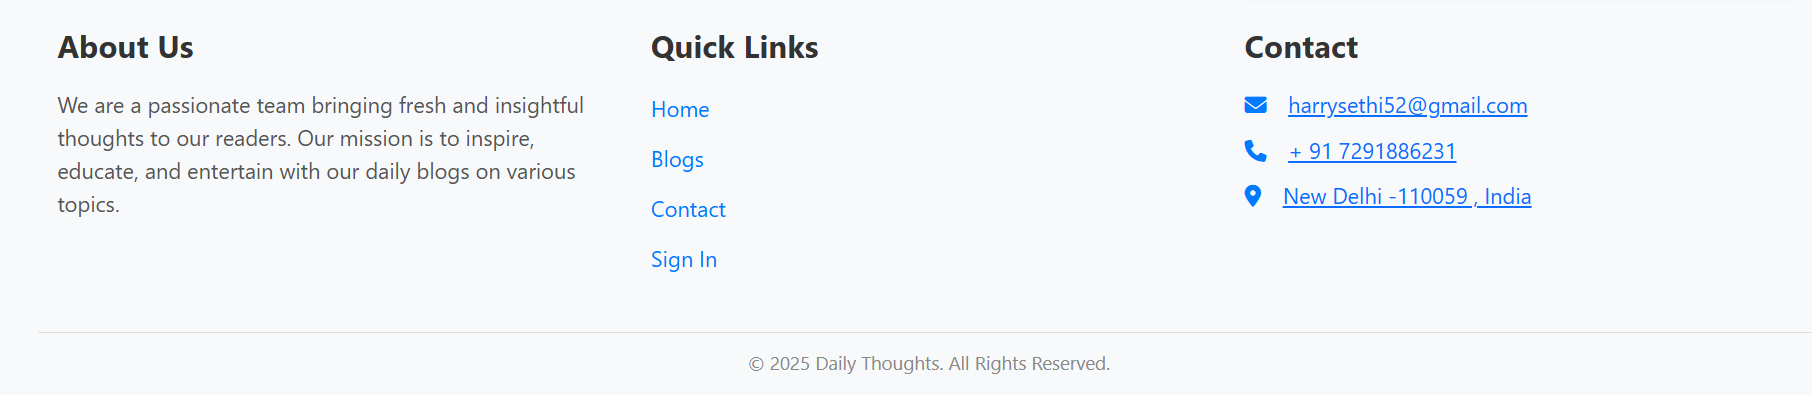 About Us
We are a passionate team bringing fresh and insightful
thoughts to our readers. Our mission is to inspire,
educate, and entertain with our daily blogs on various
topics.
Quick Links
Home
Blogs
Contact
Sign In
Contact
harrysethi52@gmail.com
+ 91 7291886231
New Delhi -110059 , India
© 2025 Daily Thoughts. All Rights Reserved.